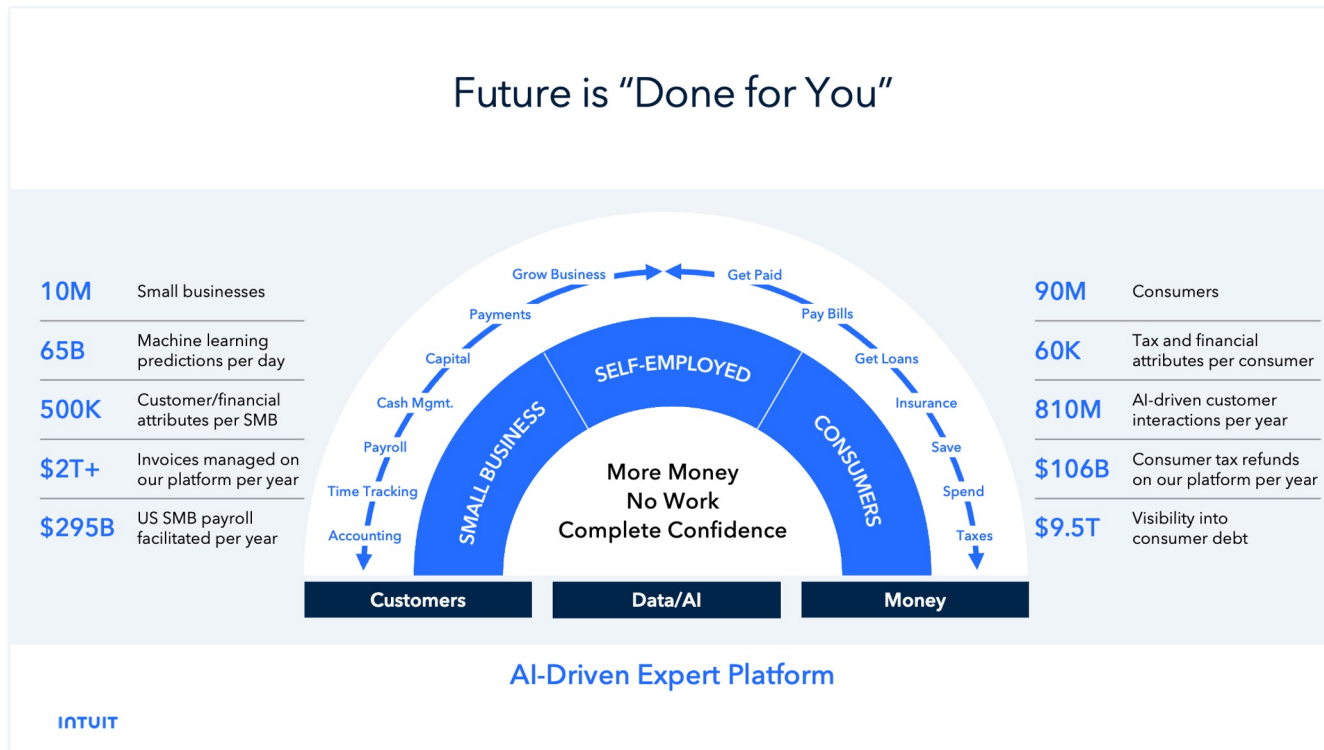 Future is “Done for You”
10M
Small businesses
65B
Machine learning
predictions per day
500K
Customer/financial
attributes per SMB
$2T+
Invoices managed on
our platform per year
$295B
US SMB payroll
facilitated per year
Grow Business
Payments
Capital
Cash Mgmt.
Payroll
Time Tracking
Accounting
Get Paid
Pay Bills
Get Loans
Insurance
Save
Spend
Taxes
SMALL BUSINESS
SELF-EMPLOYED
CONSUMERS
More Money
No Work
Complete Confidence
Customers
Data/AI
Money
90M
Consumers
60K
Tax and financial
attributes per consumer
810M
AI-driven customer
interactions per year
$106B
Consumer tax refunds
on our platform per year
$9.5T
Visibility into
consumer debt
AI-Driven Expert Platform
INTUIT